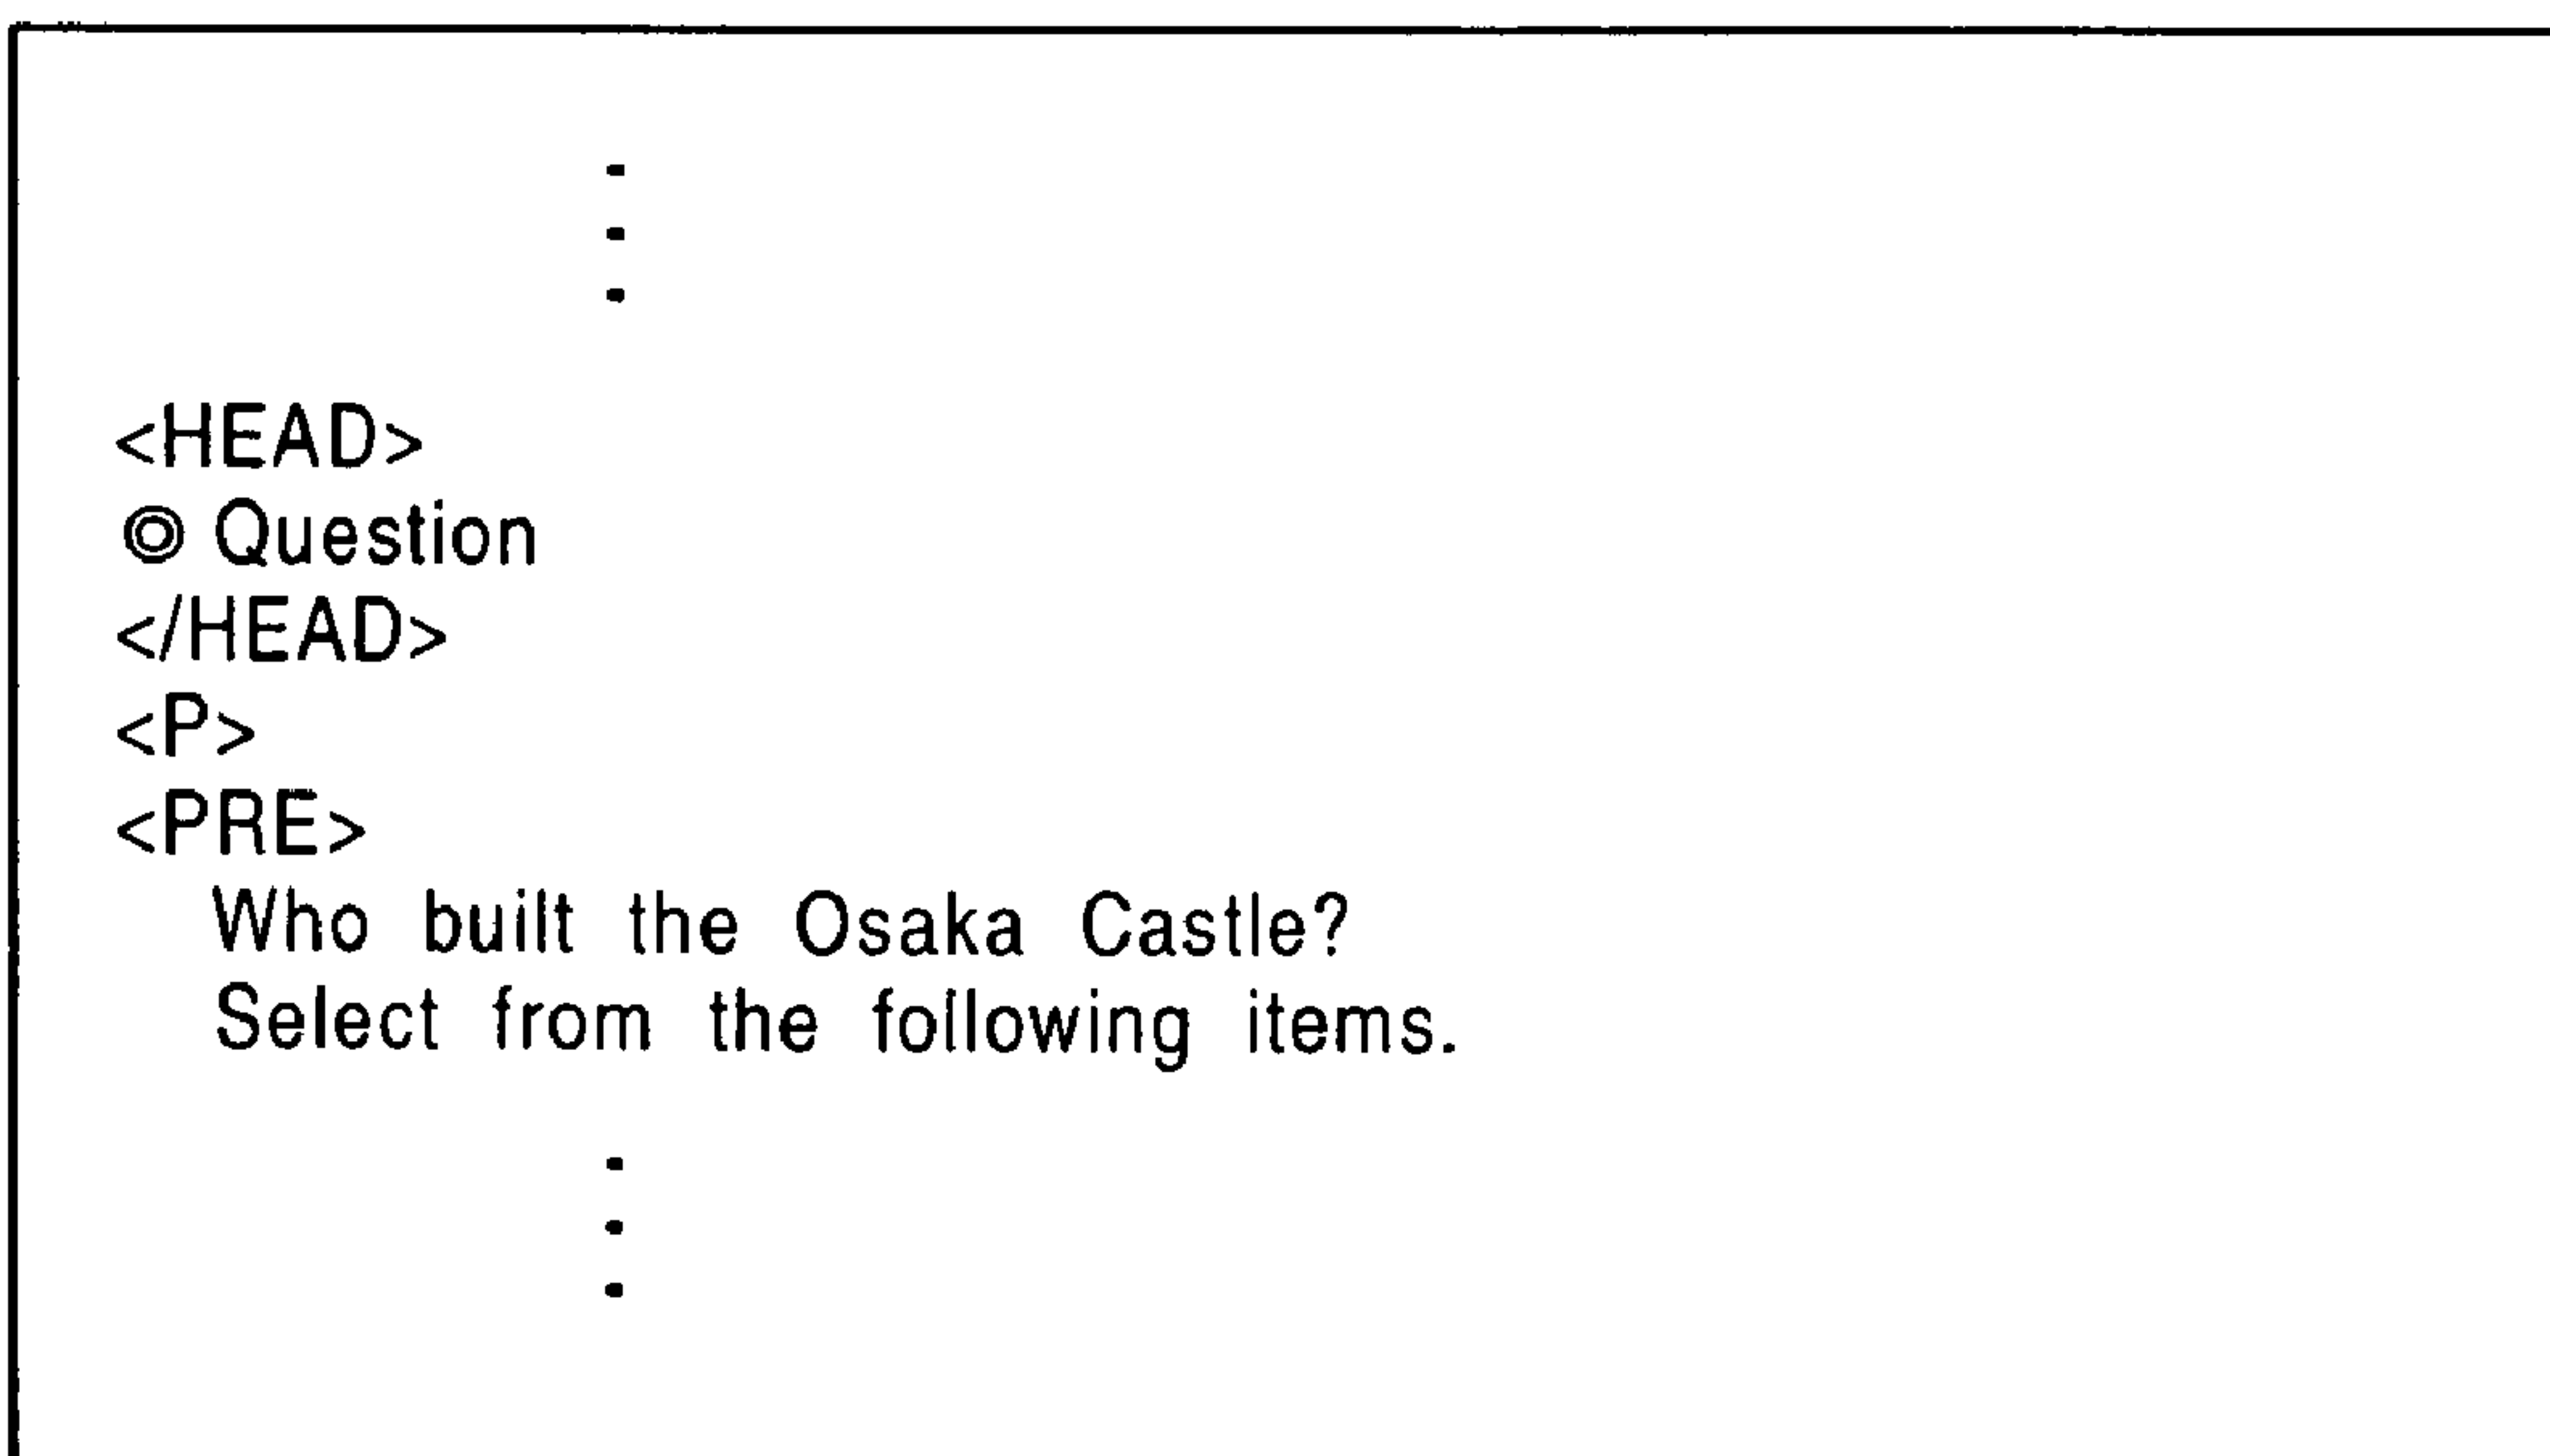 <HEAD>
◎ Question
</HEAD>
<P>
<PRE>
Who built the Osaka Castle?
Select from the following items.